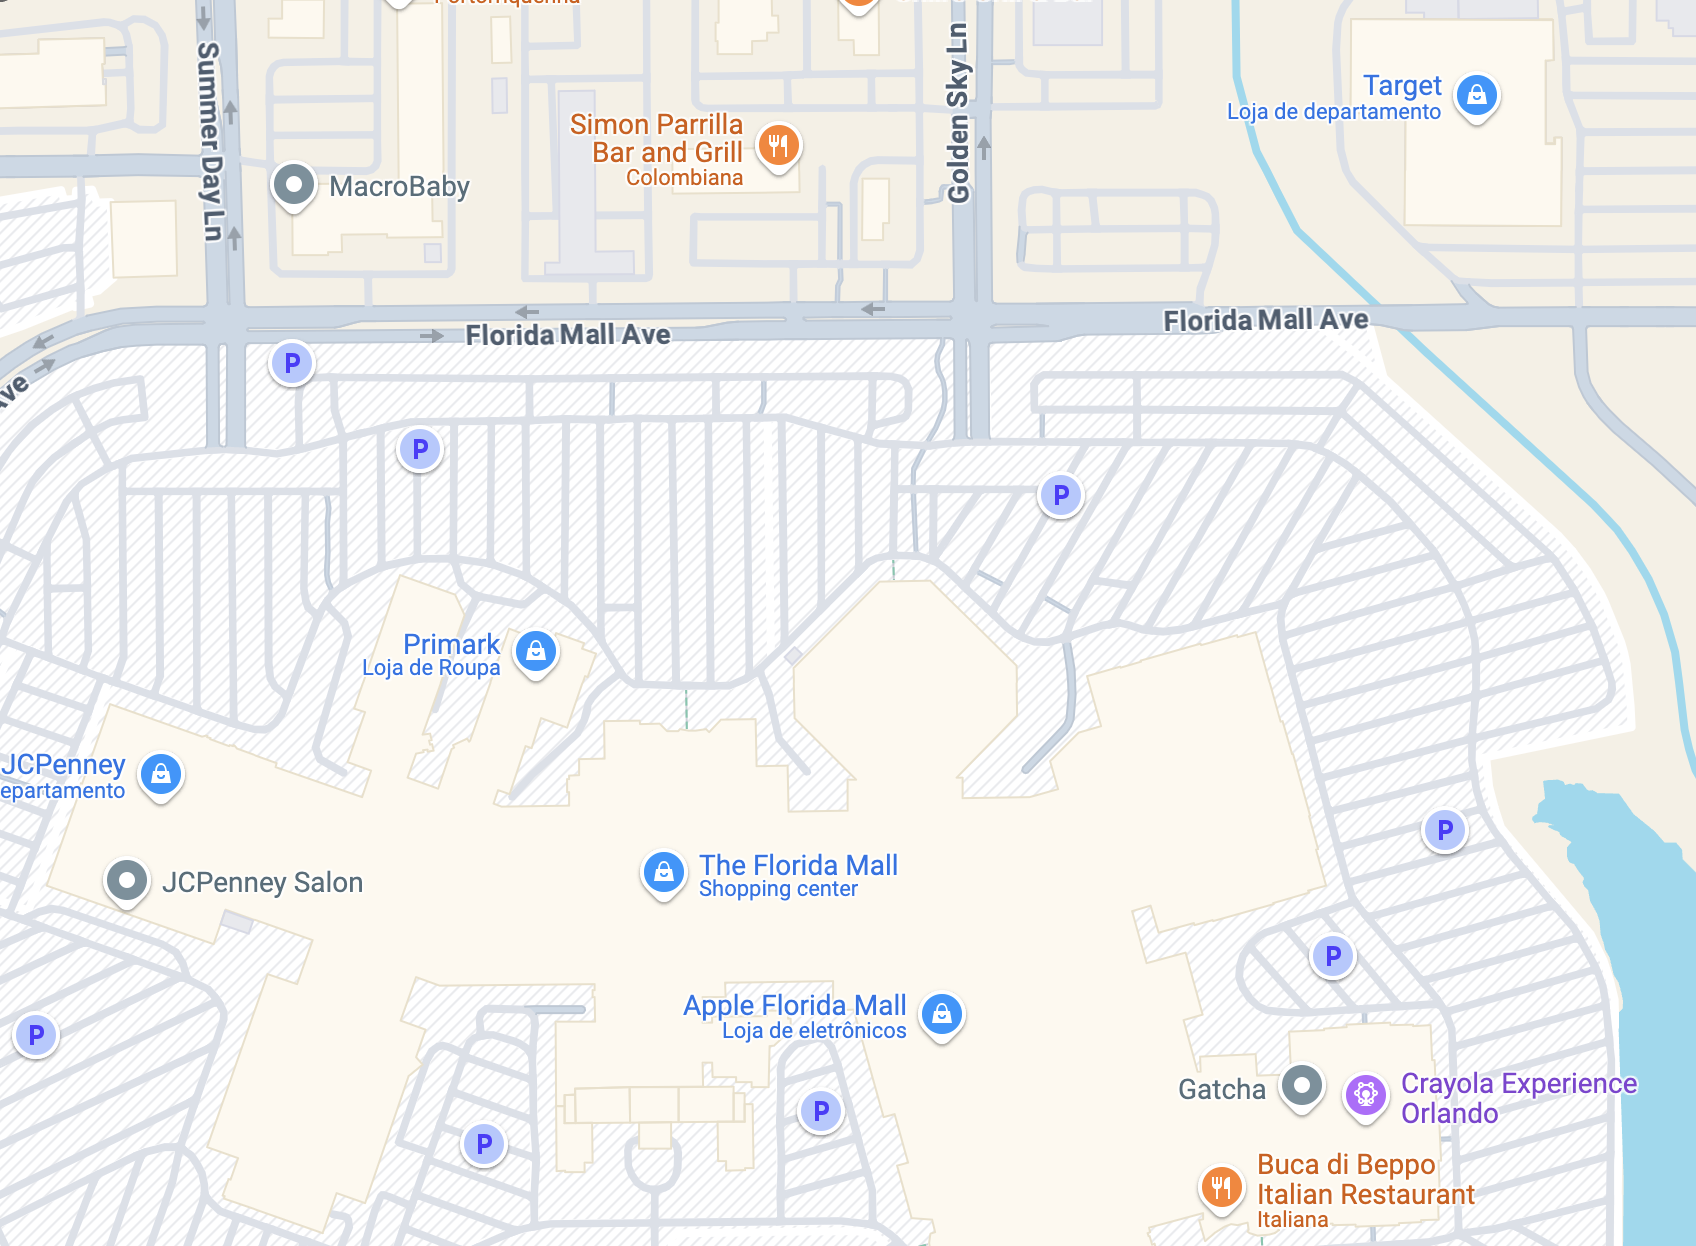 Portorriquenha
Summer Day Ln
Golden Sky Ln
Target
Loja de departamento
Simon Parrilla
Bar and Grill
Colombiana
MacroBaby
Florida Mall Ave
Florida Mall Ave
Ave
P
P
P
Primark
Loja de Roupa
JCPenney
epartamento
P
The Florida Mall
Shopping center
JCPenney Salon
P
P
Apple Florida Mall
Loja de eletrônicos
Gatcha
Crayola Experience
Orlando
P
P
Buca di Beppo
Italian Restaurant
Italiana